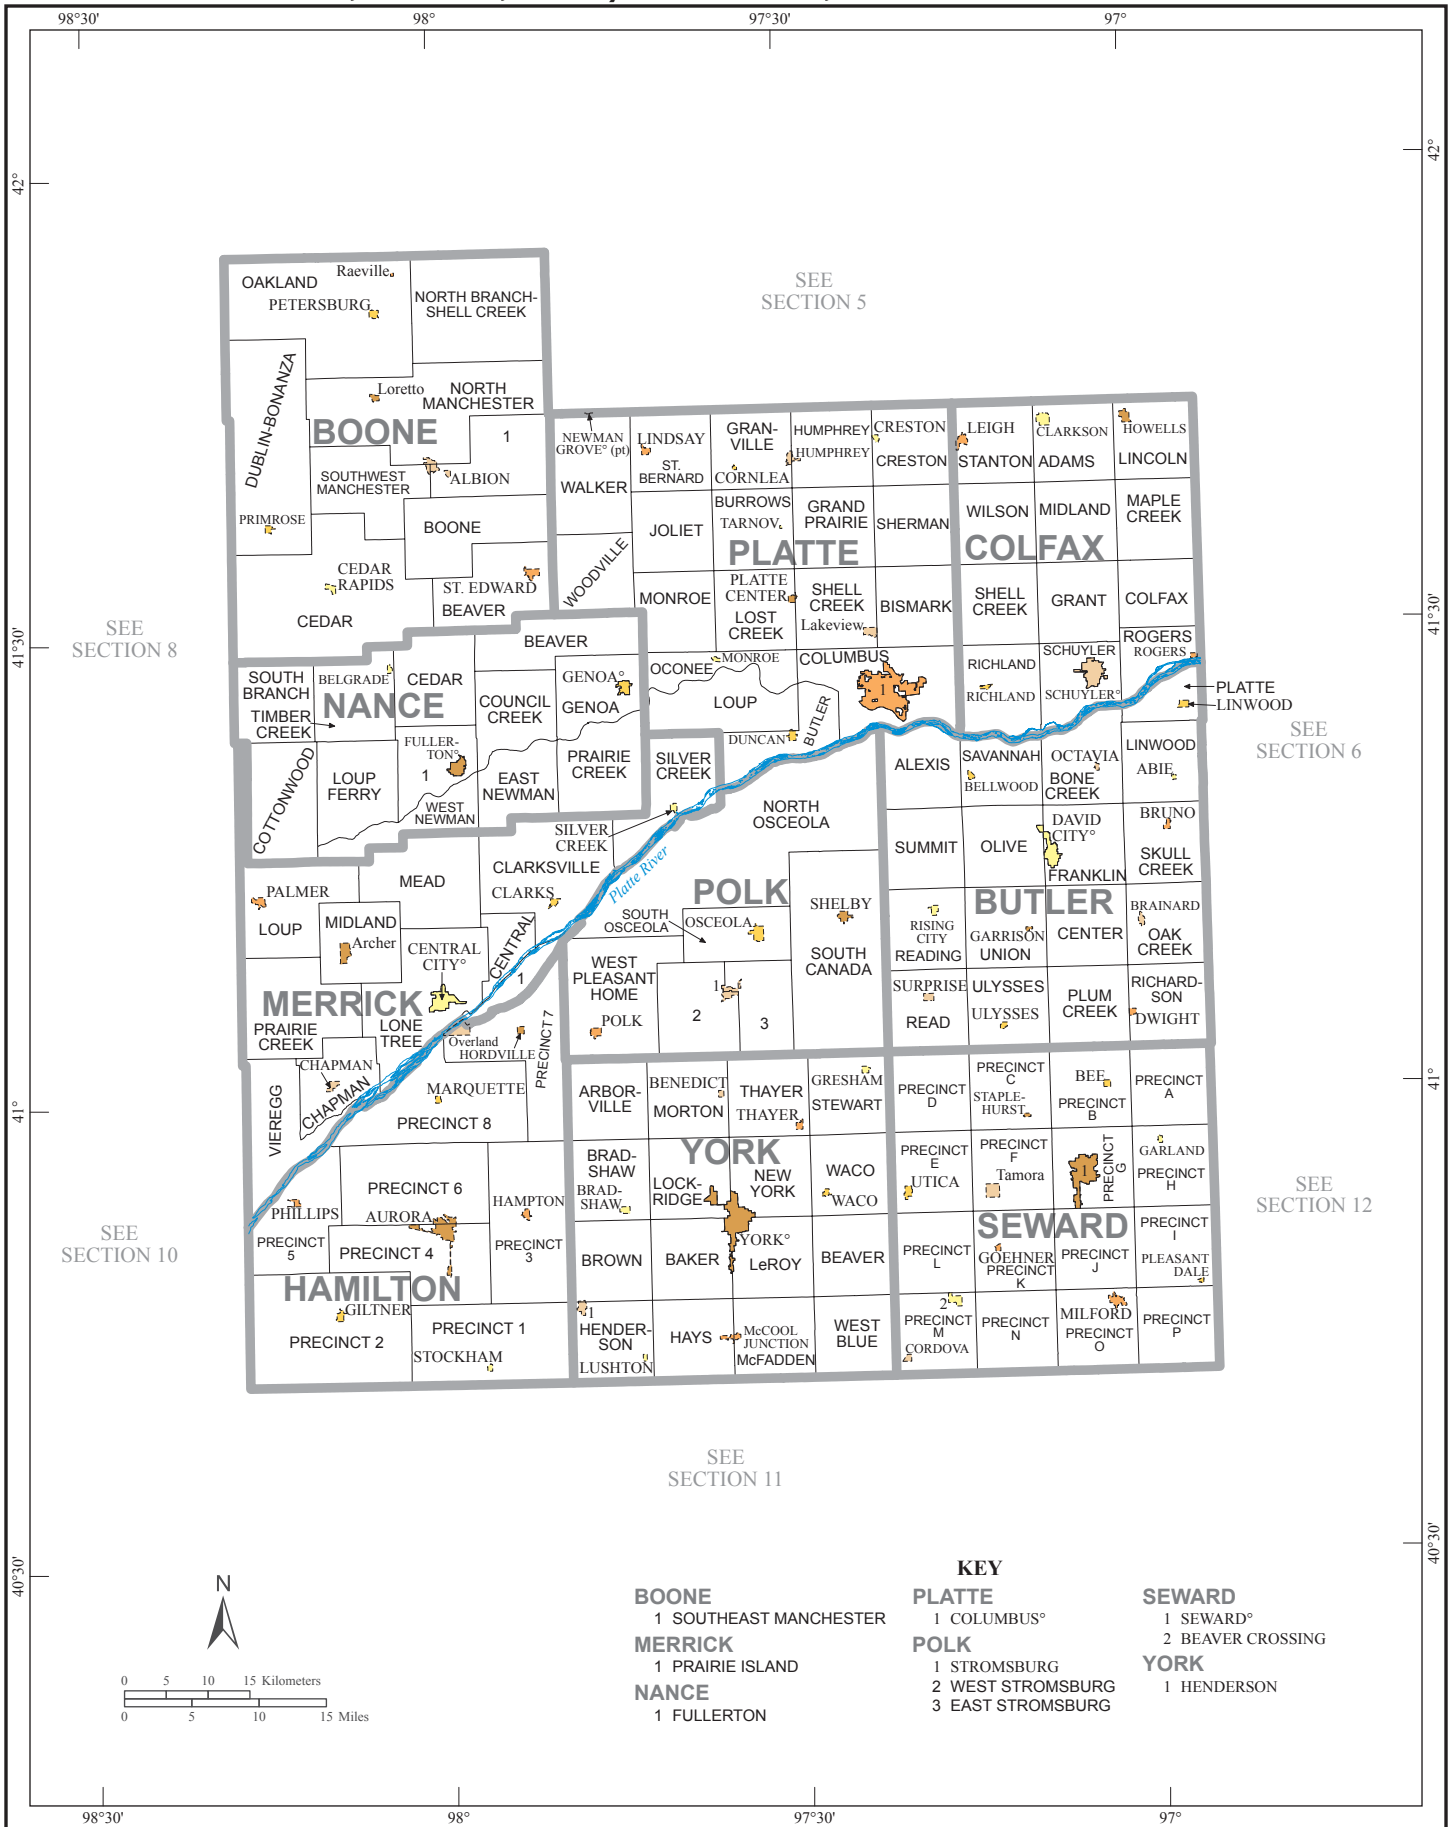 98°30'
98°
97°30'
97°
42°
42°
41°30'
41°30'
41°
41°
40°30'
40°30'
98°30'
98°
97°30'
97°
SEE
SECTION 5
SEE
SECTION 8
SEE
SECTION 6
SEE
SECTION 10
SEE
SECTION 12
SEE
SECTION 11
BOONE
OAKLAND
Raeville
PETERSBURG
NORTH BRANCH-
SHELL CREEK
DUBLIN-BONANZA
Loretto
NORTH
MANCHESTER
1
SOUTHWEST
MANCHESTER
ALBION
PRIMROSE
BOONE
CEDAR
RAPIDS
ST. EDWARD
BEAVER
CEDAR
PLATTE
NEWMAN
GROVE° (pt)
LINDSAY
ST.
BERNARD
GRAN-
VILLE
CORNLEA
HUMPHREY
HUMPHREY
CRESTON
CRESTON
WALKER
JOLIET
BURROWS
TARNOV
GRAND
PRAIRIE
SHERMAN
WOODVILLE
MONROE
PLATTE
CENTER
LOST
CREEK
SHELL
CREEK
Lakeview
BISMARK
OCONEE
MONROE
COLUMBUS
1
LOUP
DUNCAN
BUTLER
COLFAX
LEIGH
STANTON
CLARKSON
ADAMS
HOWELLS
LINCOLN
WILSON
MIDLAND
MAPLE
CREEK
SHELL
CREEK
GRANT
COLFAX
RICHLAND
RICHLAND
SCHUYLER
SCHUYLER°
ROGERS
ROGERS
NANCE
SOUTH
BRANCH
TIMBER
CREEK
BELGRADE
CEDAR
BEAVER
COUNCIL
CREEK
GENOA°
GENOA
COTTONWOOD
LOUP
FERRY
FULLER-
TON°
1
WEST
NEWMAN
EAST
NEWMAN
PRAIRIE
CREEK
MERRICK
SILVER
CREEK
SILVER
CREEK
CLARKSVILLE
CLARKS
MEAD
PALMER
LOUP
MIDLAND
Archer
CENTRAL
CITY°
CENTRAL
1
PRAIRIE
CREEK
LONE
TREE
CHAPMAN
CHAPMAN
VIEREGG
Platte River
POLK
NORTH
OSCEOLA
SOUTH
OSCEOLA
OSCEOLA
SHELBY
SOUTH
CANADA
WEST
PLEASANT
HOME
POLK
1
2
3
BUTLER
PLATTE
LINWOOD
ALEXIS
SAVANNAH
BELLWOOD
OCTAVIA
BONE
CREEK
LINWOOD
ABIE
SUMMIT
OLIVE
DAVID
CITY°
FRANKLIN
BRUNO
SKULL
CREEK
RISING
CITY
READING
GARRISON
UNION
CENTER
BRAINARD
OAK
CREEK
SURPRISE
READ
ULYSSES
ULYSSES
PLUM
CREEK
RICHARD-
SON
DWIGHT
HAMILTON
Overland
HORDVILLE
PRECINCT 7
MARQUETTE
PRECINCT 8
PHILLIPS
PRECINCT
5
PRECINCT 6
AURORA
PRECINCT 4
HAMPTON
PRECINCT
3
GILTNER
PRECINCT 2
PRECINCT 1
STOCKHAM
YORK
ARBOR-
VILLE
BENEDICT
MORTON
THAYER
THAYER
GRESHAM
STEWART
BRAD-
SHAW
BRAD-
SHAW
LOCK-
RIDGE
NEW
YORK
WACO
WACO
BROWN
BAKER
YORK°
LeROY
BEAVER
1
HENDER-
SON
LUSHTON
HAYS
McCOOL
JUNCTION
McFADDEN
WEST
BLUE
SEWARD
PRECINCT
D
PRECINCT
C
STAPLE-
HURST
BEE
PRECINCT
B
PRECINCT
A
PRECINCT
E
UTICA
PRECINCT
F
Tamora
1
PRECINCT
G
GARLAND
PRECINCT
H
PRECINCT
L
GOEHNER
PRECINCT
K
PRECINCT
J
PRECINCT
I
PLEASANT
DALE
2
PRECINCT
M
CORDOVA
PRECINCT
N
MILFORD
PRECINCT
O
PRECINCT
P
N
0 5 10 15 Kilometers
0 5 10 15 Miles
KEY
BOONE
1 SOUTHEAST MANCHESTER
MERRICK
1 PRAIRIE ISLAND
NANCE
1 FULLERTON
PLATTE
1 COLUMBUS°
POLK
1 STROMSBURG
2 WEST STROMSBURG
3 EAST STROMSBURG
SEWARD
1 SEWARD°
2 BEAVER CROSSING
YORK
1 HENDERSON